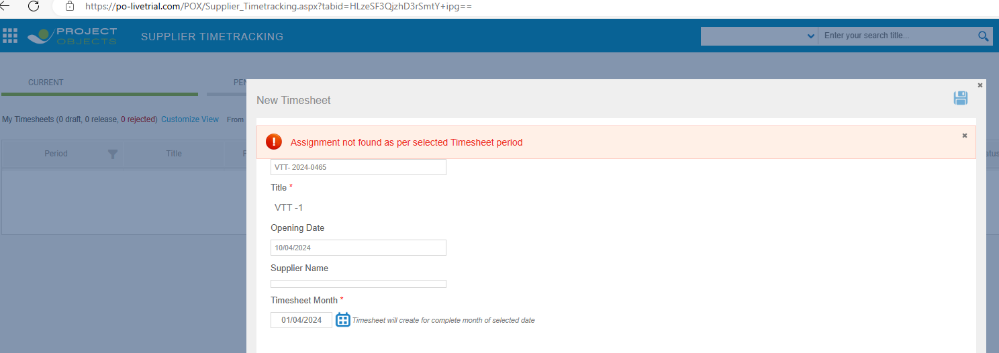 https://po-livetrial.com/POX/Supplier_Timetracking.aspx?tabid=HLzeSF3QjzhD3rSmtY+ipg==
PROJECT
OBJECTS
SUPPLIER TIMETRACKING
Enter your search title...
CURRENT
PEN
New Timesheet
My Timesheets (0 draft, 0 release, 0 rejected) Customize View From
Assignment not found as per selected Timesheet period
Period
Title
atus
VTT- 2024-0465
Title *
VTT -1
Opening Date
10/04/2024
Supplier Name
Timesheet Month *
01/04/2024
Timesheet will create for complete month of selected date